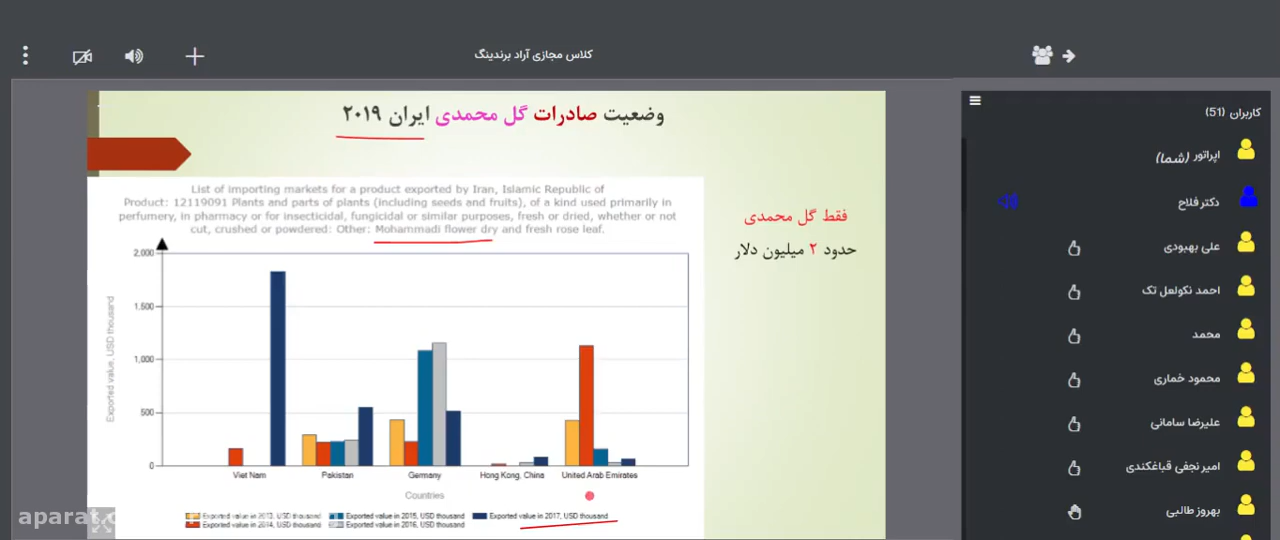 کلاس مجازی آراد برندینگ
وضعیت صادرات گل محمدی ایران ۲۰۱۹
List of importing markets for a product exported by Iran, Islamic Republic of
Product: 12119091 Plants and parts of plants (including seeds and fruits), of a kind used primarily in
perfumery, in pharmacy or for insecticidal, fungicidal or similar purposes, fresh or dried, whether or not
cut, crushed or powdered: Other: Mohammadi flower dry and fresh rose leaf.
فقط گل محمدی
حدود ۲ میلیون دلار
Exported value, USD thousand
2,000
1,500
1,000
500
0
Viet Nam
Pakistan
Germany
Hong Kong, China
United Arab Emirates
Countries
Exported value in 2013, USD thousand
Exported value in 2014, USD thousand
Exported value in 2015, USD thousand
Exported value in 2016, USD thousand
Exported value in 2017, USD thousand
aparat.c
کاربران (51)
اپراتور (شما)
دکتر فلاح
علی بهبودی
احمد نکولعل تک
محمد
محمود خماری
علیرضا سامانی
امیر نجفی قباغکندی
بهروز طالبی